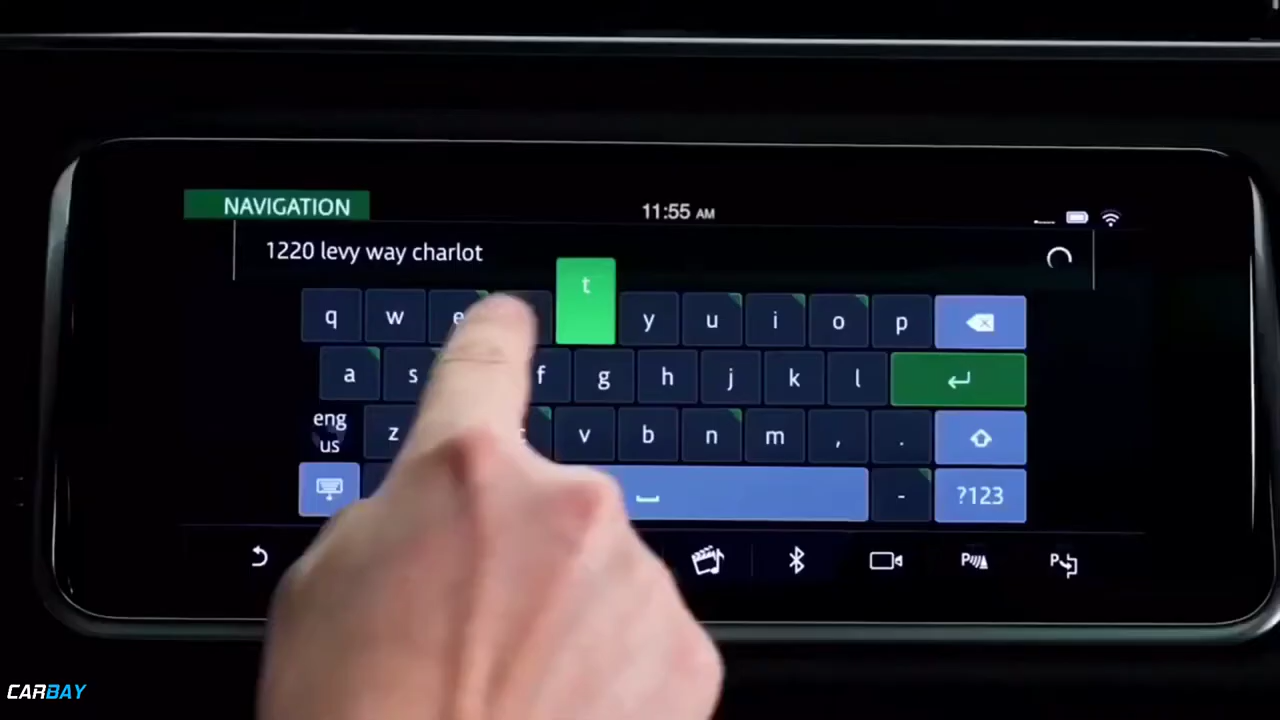 NAVIGATION
11:55 AM
1220 levy way charlot
q w e t y u i o p
a s f g h j k l
eng
us
z v b n m , .
- ?123
P P
CARBAY